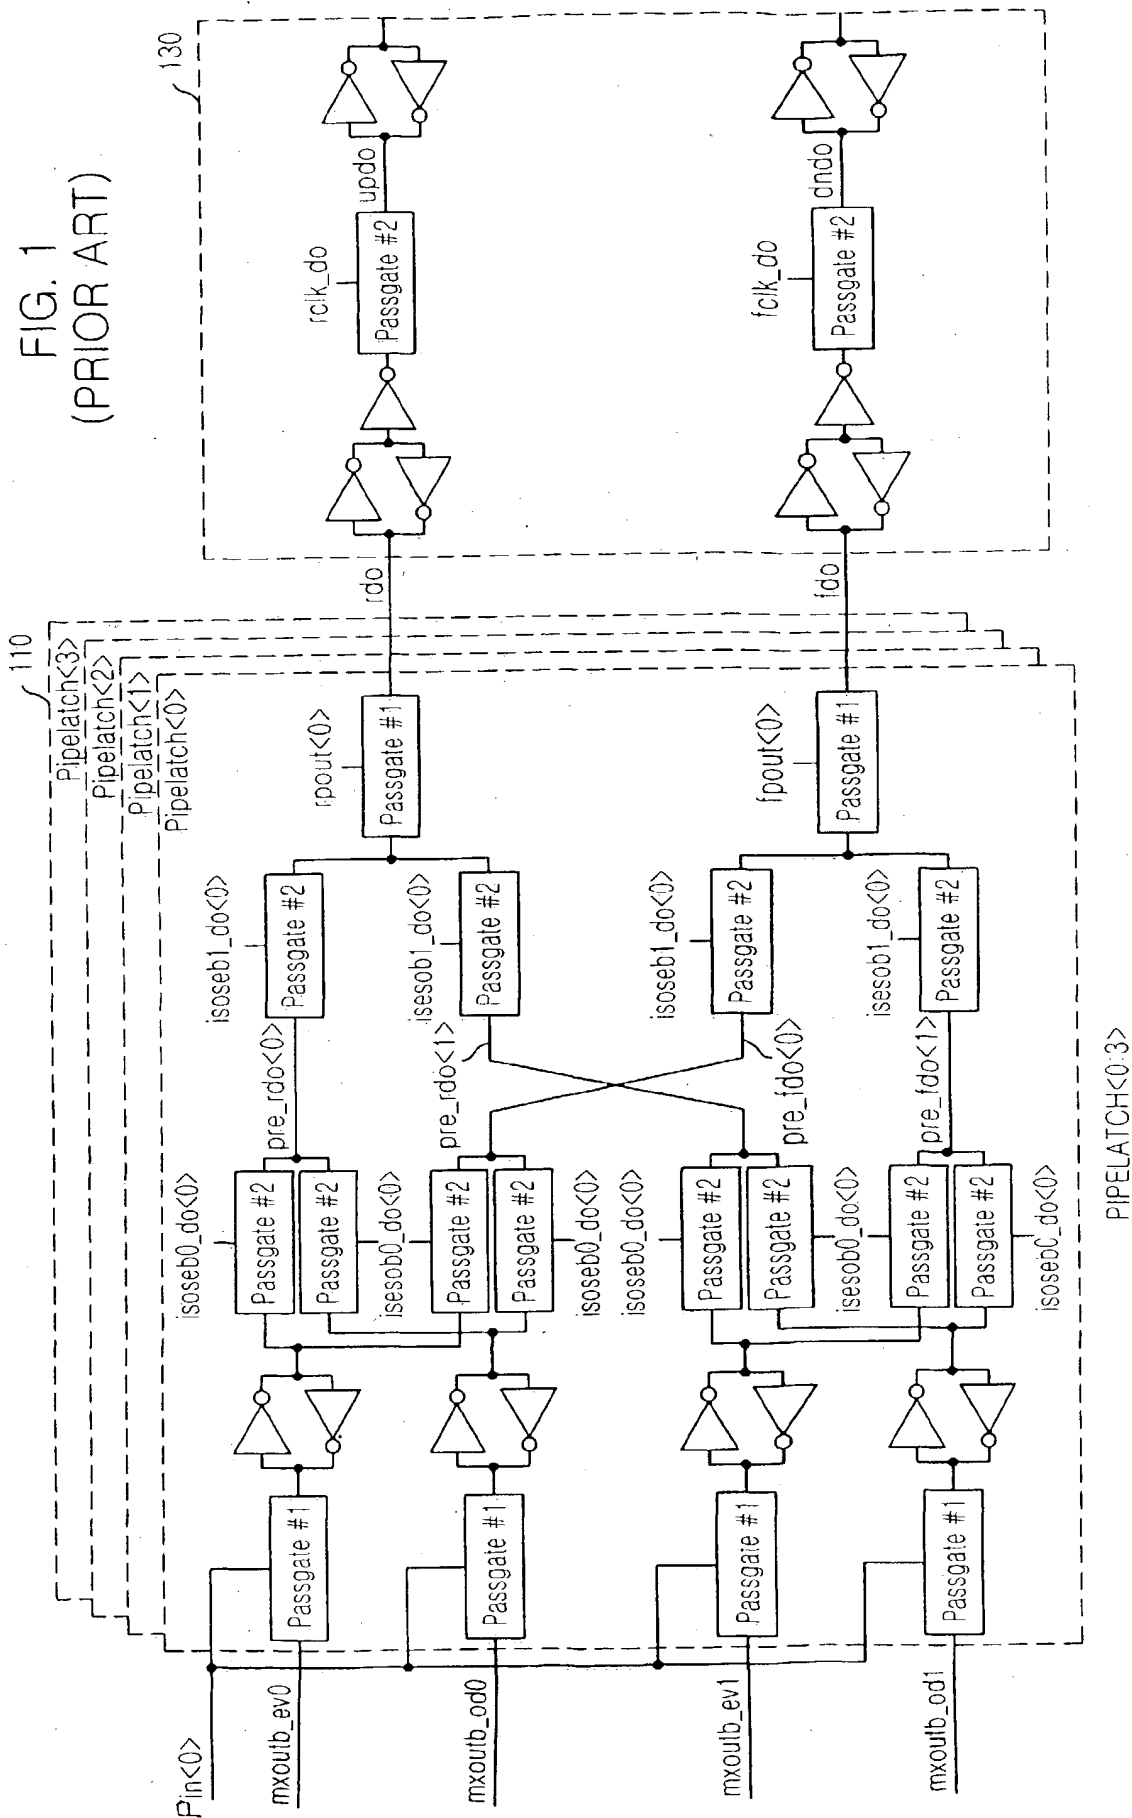 FIG. 1
(PRIOR ART)
110
130
Pipelatch<3>
Pipelatch<2>
Pipelatch<1>
Pipelatch<0>
Pin<0>
mxoutb_ev0
Passgate #1
isoseb0_do<0>
Passgate #2
Passgate #2
pre_rdo<0>
isoseb1_do<0>
Passgate #2
rpout<0>
Passgate #1
rdo
rclk_do
Passgate #2
updo
mxoutb_od0
Passgate #1
isesob0_do<0>
Passgate #2
Passgate #2
isoseb0_do<0>
pre_rdo<1>
isesob1_do<0>
Passgate #2
mxoutb_ev1
Passgate #1
isoseb0_do<0>
Passgate #2
Passgate #2
pre_fdo<0>
isoseb1_do<0>
Passgate #2
fpout<0>
Passgate #1
fdo
fclk_do
Passgate #2
dndo
mxoutb_od1
Passgate #1
isesob0_do<0>
Passgate #2
Passgate #2
isoseb0_do<0>
pre_fdo<1>
isesob1_do<0>
Passgate #2
PIPELATCH<0:3>